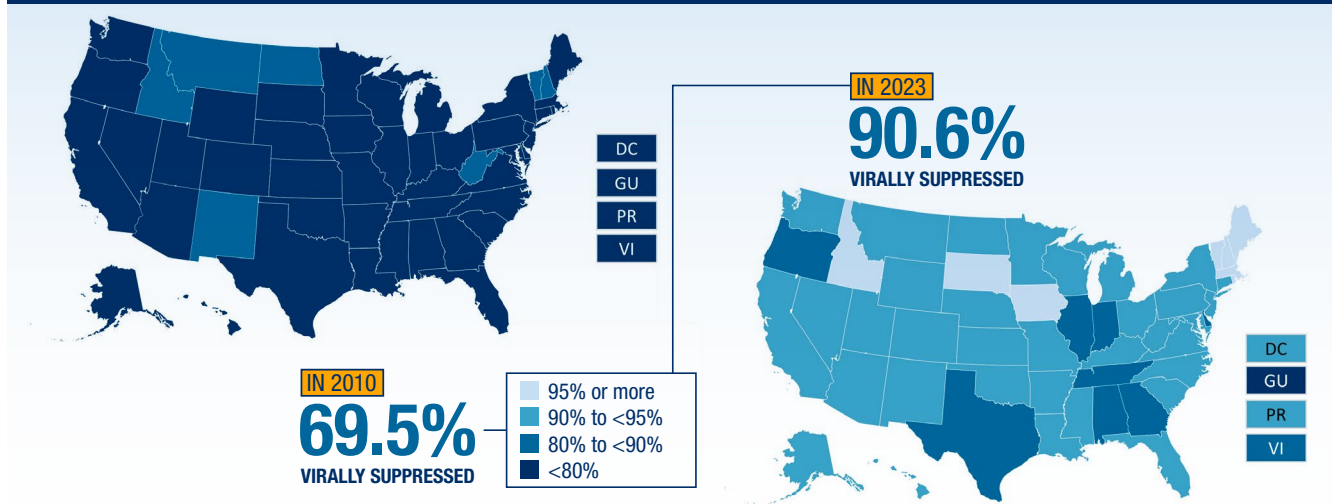 DC
GU
PR
VI
IN 2010
69.5%
VIRALLY SUPPRESSED
95% or more
90% to <95%
80% to <90%
<80%
IN 2023
90.6%
VIRALLY SUPPRESSED
DC
GU
PR
VI